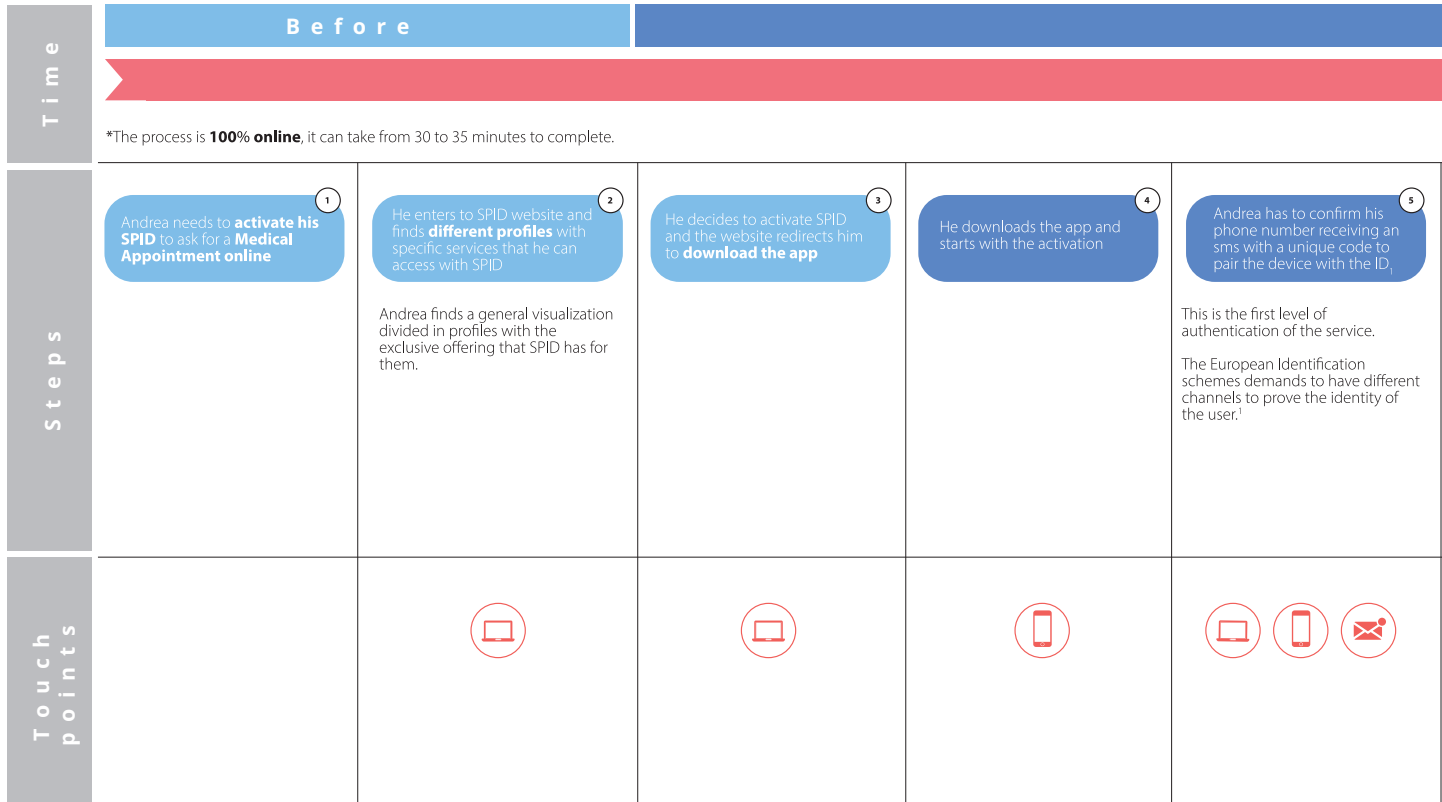 Time
Before
*The process is 100% online, it can take from 30 to 35 minutes to complete.
Steps
1
Andrea needs to activate his
SPID to ask for a Medical
Appointment online
2
He enters to SPID website and
finds different profiles with
specific services that he can
access with SPID
Andrea finds a general visualization
divided in profiles with the
exclusive offering that SPID has for
them.
3
He decides to activate SPID
and the website redirects him
to download the app
4
He downloads the app and
starts with the activation
5
Andrea has to confirm his
phone number receiving an
sms with a unique code to
pair the device with the ID₁
This is the first level of
authentication of the service.
The European Identification
schemes demands to have different
channels to prove the identity of
the user.¹
Touch
points